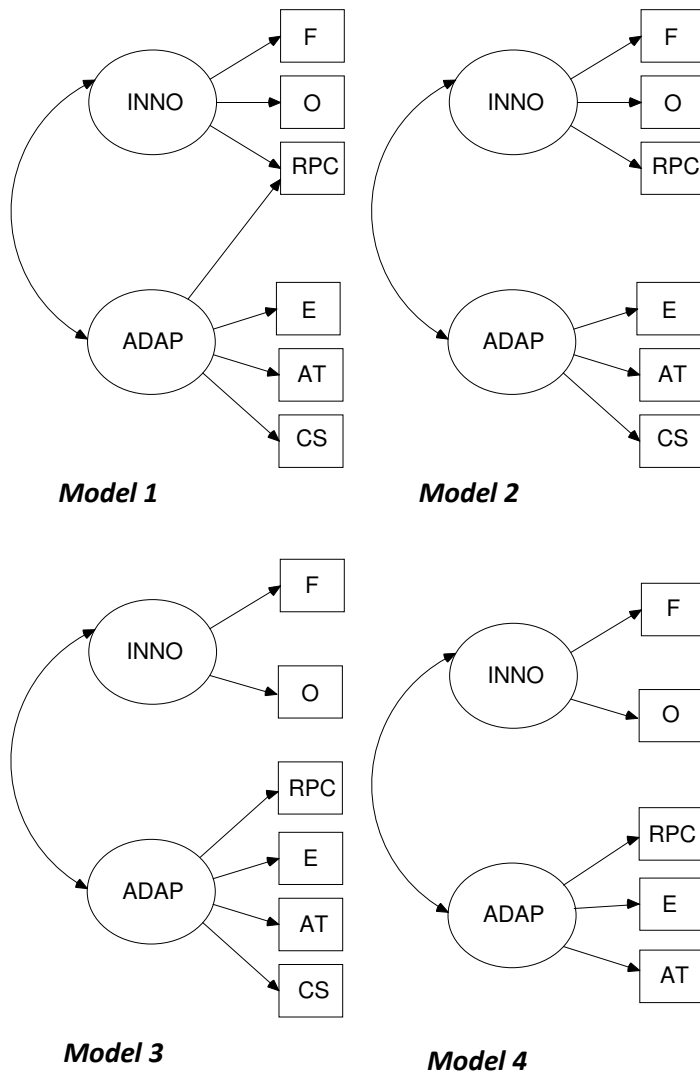 F
INNO
O
RPC
E
ADAP
AT
CS
Model 1
F
INNO
O
RPC
E
ADAP
AT
CS
Model 2
F
INNO
O
RPC
E
ADAP
AT
CS
Model 3
F
INNO
O
RPC
ADAP
E
AT
Model 4